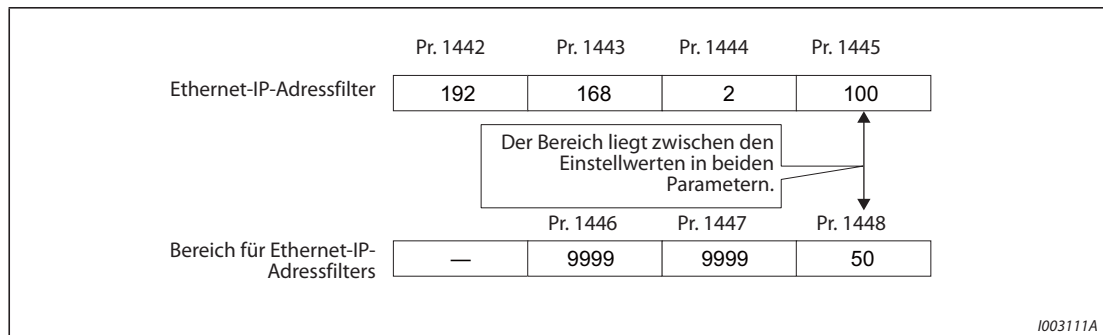 Pr. 1442 Pr. 1443 Pr. 1444 Pr. 1445
Ethernet-IP-Adressfilter 192 168 2 100
Der Bereich liegt zwischen den
Einstellwerten in beiden
Parametern.
Pr. 1446 Pr. 1447 Pr. 1448
Bereich für Ethernet-IP-
Adressfilters — 9999 9999 50
I003111A